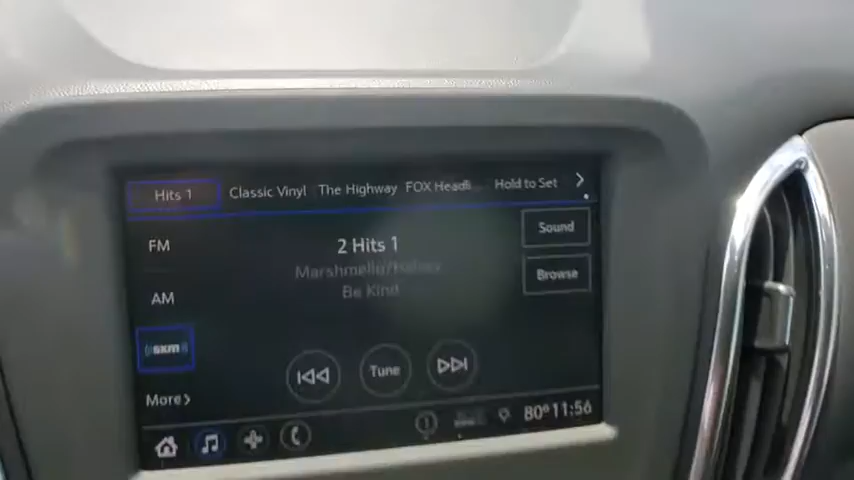 Hits 1 Classic Vinyl The Highway FOX Headli Hold to Set >
FM
2 Hits 1
Sound
Marshmello/Halsey
Browse
AM
Be Kind
sxm
Tune
More >
1
80° 11:56